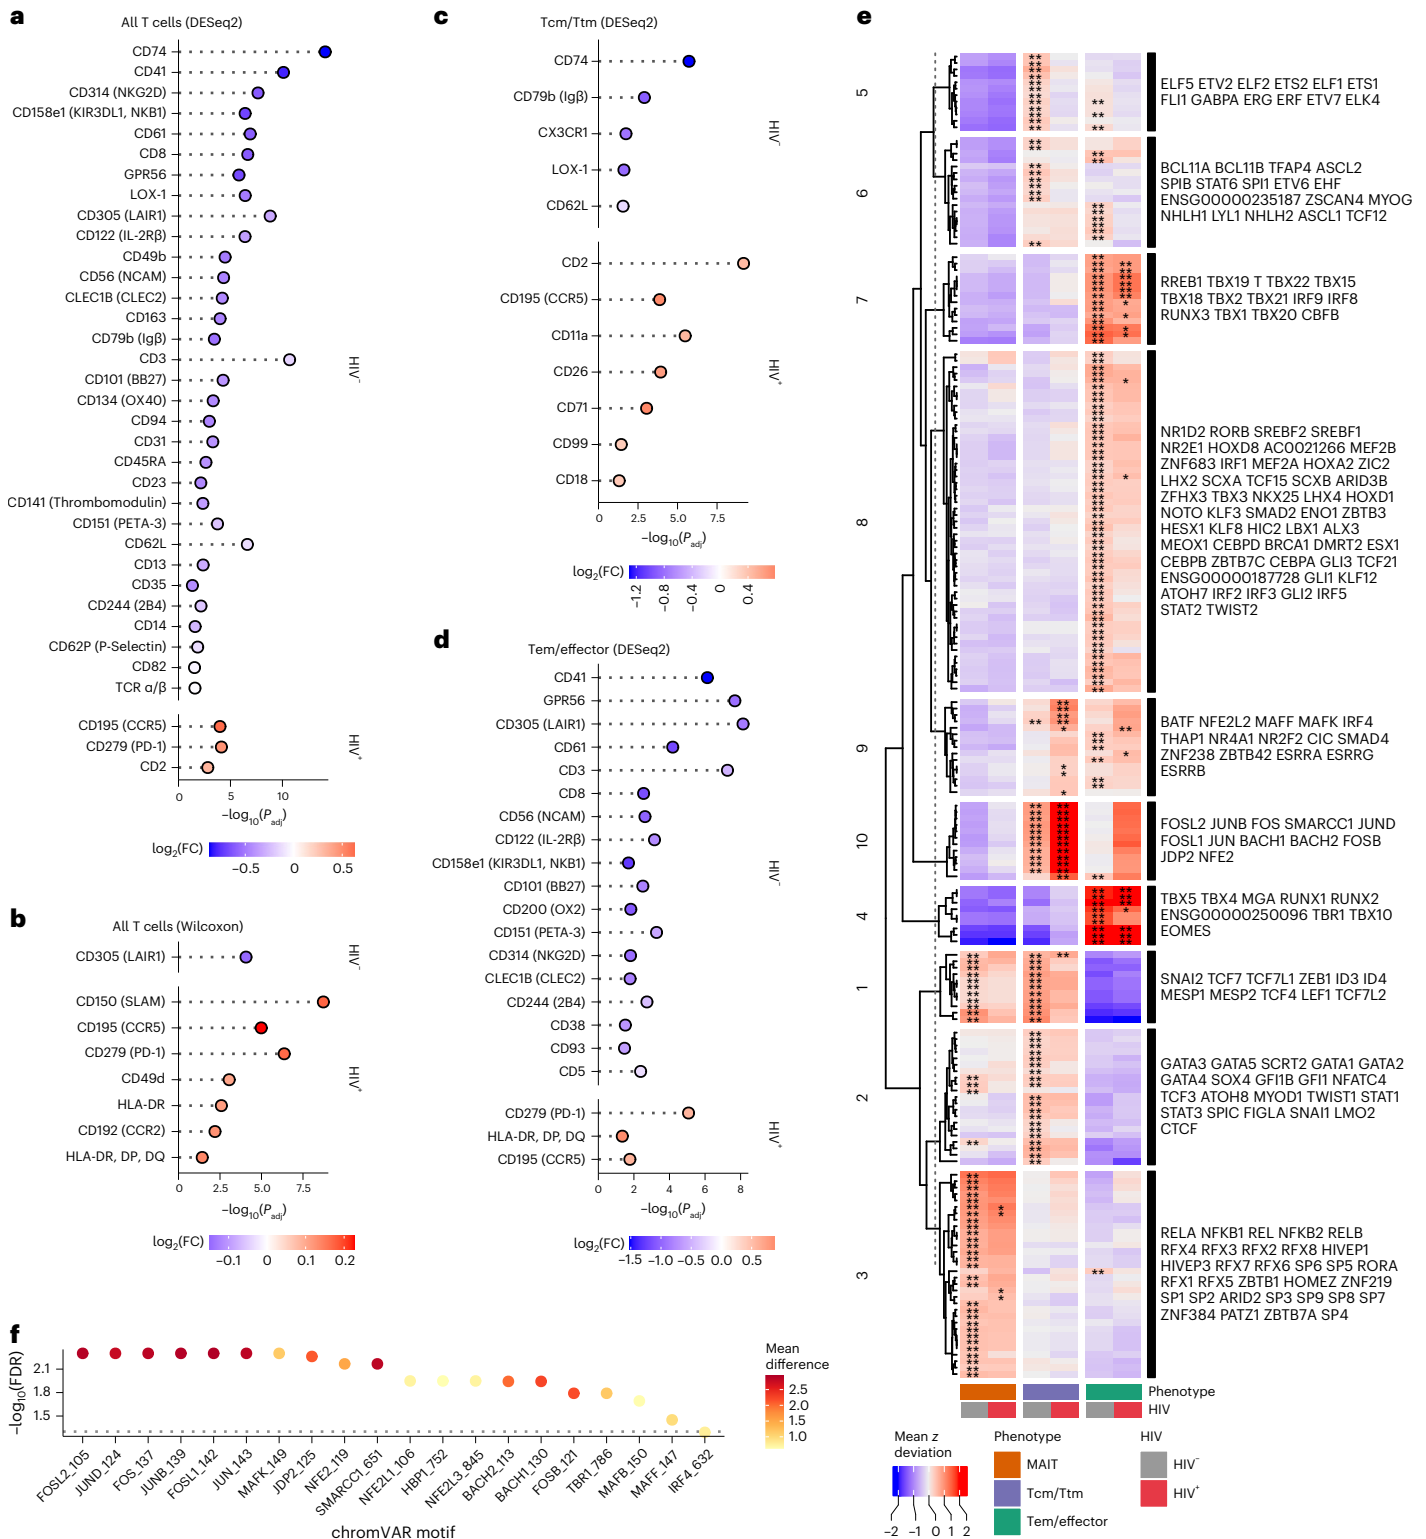 a
All T cells (DESeq2)
CD74
CD41
CD314 (NKG2D)
CD158e1 (KIR3DL1, NKB1)
CD61
CD8
GPR56
LOX-1
CD305 (LAIR1)
CD122 (IL-2Rβ)
CD49b
CD56 (NCAM)
CLEC1B (CLEC2)
CD163
CD79b (Igβ)
CD3
CD101 (BB27)
CD134 (OX40)
CD94
CD31
CD45RA
CD23
CD141 (Thrombomodulin)
CD151 (PETA-3)
CD62L
CD13
CD35
CD244 (2B4)
CD14
CD62P (P-Selectin)
CD82
TCR α/β
HIV⁻
CD195 (CCR5)
CD279 (PD-1)
CD2
HIV⁺
0 5 10
−log₁₀(P_adj)
log₂(FC)
−0.5 0 0.5
b
All T cells (Wilcoxon)
CD305 (LAIR1)
HIV⁻
CD150 (SLAM)
CD195 (CCR5)
CD279 (PD-1)
CD49d
HLA-DR
CD192 (CCR2)
HLA-DR, DP, DQ
HIV⁺
0 2.5 5.0 7.5
−log₁₀(P_adj)
log₂(FC)
−0.1 0 0.1 0.2
c
Tcm/Ttm (DESeq2)
CD74
CD79b (Igβ)
CX3CR1
LOX-1
CD62L
HIV⁻
CD2
CD195 (CCR5)
CD11a
CD26
CD71
CD99
CD18
HIV⁺
0 2.5 5.0 7.5
−log₁₀(P_adj)
log₂(FC)
−1.2 −0.8 −0.4 0 0.4
d
Tem/effector (DESeq2)
CD41
GPR56
CD305 (LAIR1)
CD61
CD3
CD8
CD56 (NCAM)
CD122 (IL-2Rβ)
CD158e1 (KIR3DL1, NKB1)
CD101 (BB27)
CD200 (OX2)
CD151 (PETA-3)
CD314 (NKG2D)
CLEC1B (CLEC2)
CD244 (2B4)
CD38
CD93
CD5
HIV⁻
CD279 (PD-1)
HLA-DR, DP, DQ
CD195 (CCR5)
HIV⁺
0 2 4 6 8
−log₁₀(P_adj)
log₂(FC)
−1.5 −1.0 −0.5 0 0.5
e
5
ELF5 ETV2 ELF2 ETS2 ELF1 ETS1
FLI1 GABPA ERG ERF ETV7 ELK4
6
BCL11A BCL11B TFAP4 ASCL2
SPIB STAT6 SPI1 ETV6 EHF
ENSG00000235187 ZSCAN4 MYOG
NHLH1 LYL1 NHLH2 ASCL1 TCF12
7
RREB1 TBX19 T TBX22 TBX15
TBX18 TBX2 TBX21 IRF9 IRF8
RUNX3 TBX1 TBX20 CBFB
8
NR1D2 RORB SREBF2 SREBF1
NR2E1 HOXD8 AC0021266 MEF2B
ZNF683 IRF1 MEF2A HOXA2 ZIC2
LHX2 SCXA TCF15 SCXB ARID3B
ZFHX3 TBX3 NKX25 LHX4 HOXD1
NOTO KLF3 SMAD2 ENO1 ZBTB3
HESX1 KLF8 HIC2 LBX1 ALX3
MEOX1 CEBPD BRCA1 DMRT2 ESX1
CEBPB ZBTB7C CEBPA GLI3 TCF21
ENSG00000187728 GLI1 KLF12
ATOH7 IRF2 IRF3 GLI2 IRF5
STAT2 TWIST2
9
BATF NFE2L2 MAFF MAFK IRF4
THAP1 NR4A1 NR2F2 CIC SMAD4
ZNF238 ZBTB42 ESRRA ESRRG
ESRRB
10
FOSL2 JUNB FOS SMARCC1 JUND
FOSL1 JUN BACH1 BACH2 FOSB
JDP2 NFE2
4
TBX5 TBX4 MGA RUNX1 RUNX2
ENSG00000250096 TBR1 TBX10
EOMES
1
SNAI2 TCF7 TCF7L1 ZEB1 ID3 ID4
MESP1 MESP2 TCF4 LEF1 TCF7L2
2
GATA3 GATA5 SCRT2 GATA1 GATA2
GATA4 SOX4 GFI1B GFI1 NFATC4
TCF3 ATOH8 MYOD1 TWIST1 STAT1
STAT3 SPIC FIGLA SNAI1 LMO2
CTCF
3
RELA NFKB1 REL NFKB2 RELB
RFX4 RFX3 RFX2 RFX8 HIVEP1
HIVEP3 RFX7 RFX6 SP6 SP5 RORA
RFX1 RFX5 ZBTB1 HOMEZ ZNF219
SP1 SP2 ARID2 SP3 SP9 SP8 SP7
ZNF384 PATZ1 ZBTB7A SP4
Phenotype
HIV
Mean z
deviation
−2 −1 0 1 2
Phenotype
MAIT
Tcm/Ttm
Tem/effector
HIV
HIV⁻
HIV⁺
f
−log₁₀(FDR)
2.1
1.8
1.5
FOSL2_105
JUND_124
FOS_137
JUNB_139
FOSL1_142
JUN_143
MAFK_149
JDP2_125
NFE2_119
SMARCC1_651
NFE2L1_106
HBP1_752
NFE2L3_845
BACH2_113
BACH1_130
FOSB_121
TBR1_786
MAFB_150
MAFF_147
IRF4_632
chromVAR motif
Mean
difference
2.5
2.0
1.5
1.0